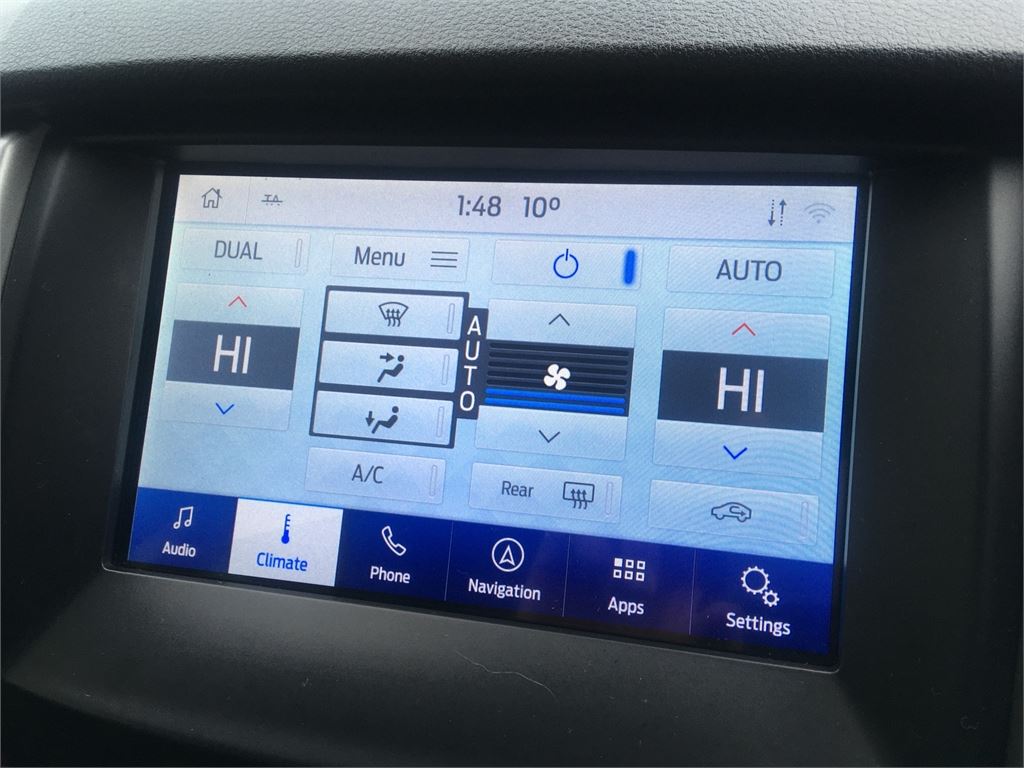 TA
1:48 10°
DUAL
Menu
AUTO
HI
AUTO
HI
A/C
Rear
Audio
Climate
Phone
Navigation
Apps
Settings